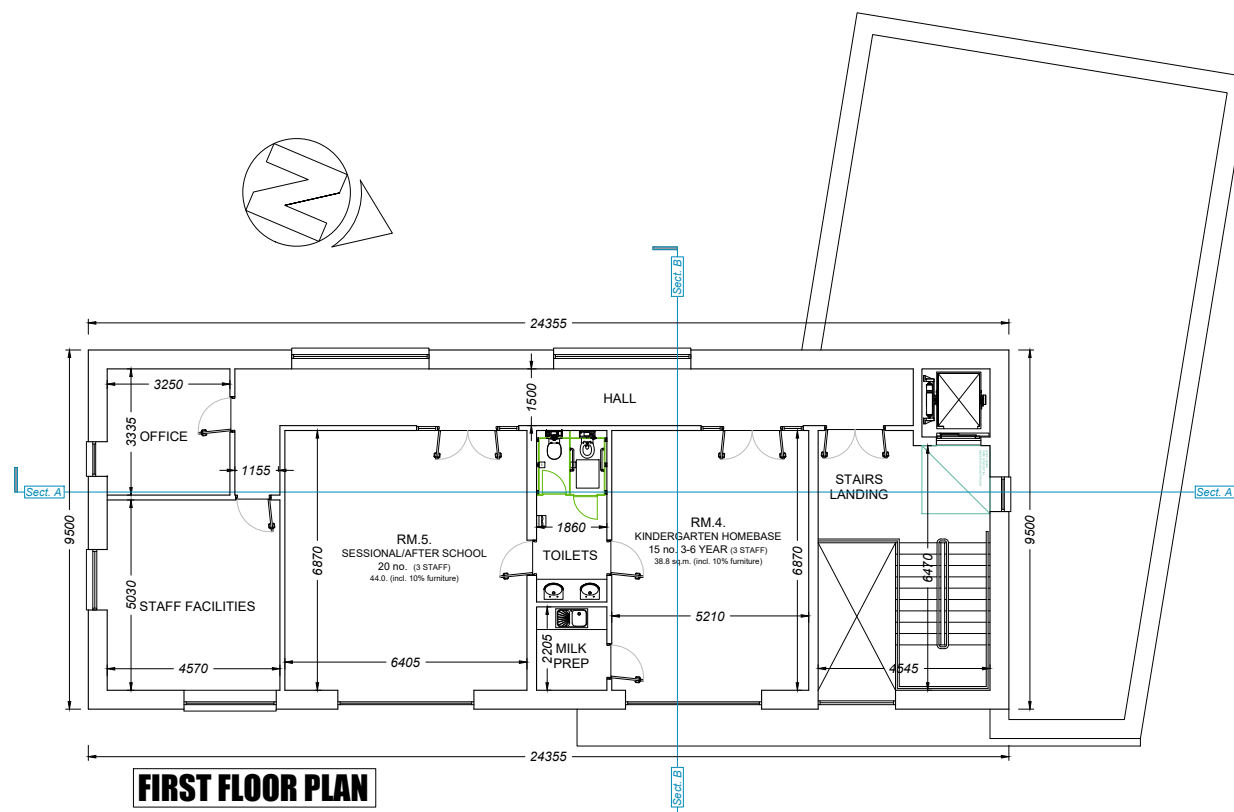 Sect. B
24355
3250
1500
HALL
3335
OFFICE
1155
STAIRS
LANDING
Sect. A
Sect. A
9500
9500
RM.5.
SESSIONAL/AFTER SCHOOL
20 no. (3 STAFF)
44.0. (incl. 10% furniture)
6870
1860
TOILETS
RM.4.
KINDERGARTEN HOMEBASE
15 no. 3-6 YEAR (3 STAFF)
38.8 sq.m. (incl. 10% furniture)
6870
6470
5030
STAFF FACILITIES
5210
2205
MILK
PREP
4570
6405
4545
24355
FIRST FLOOR PLAN
Sect. B